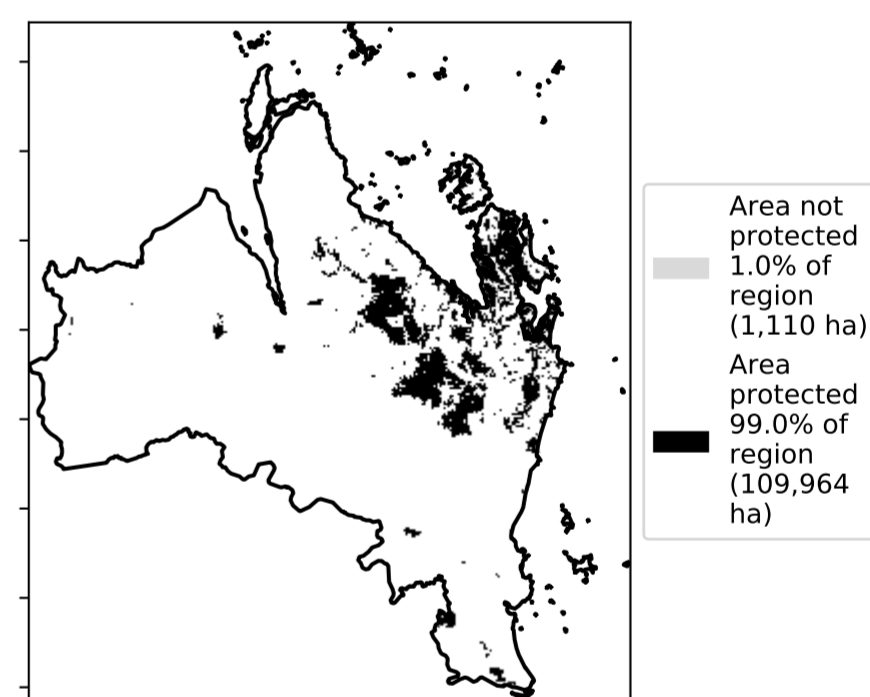 Area not
protected
1.0% of
region
(1,110 ha)
Area
protected
99.0% of
region
(109,964
ha)